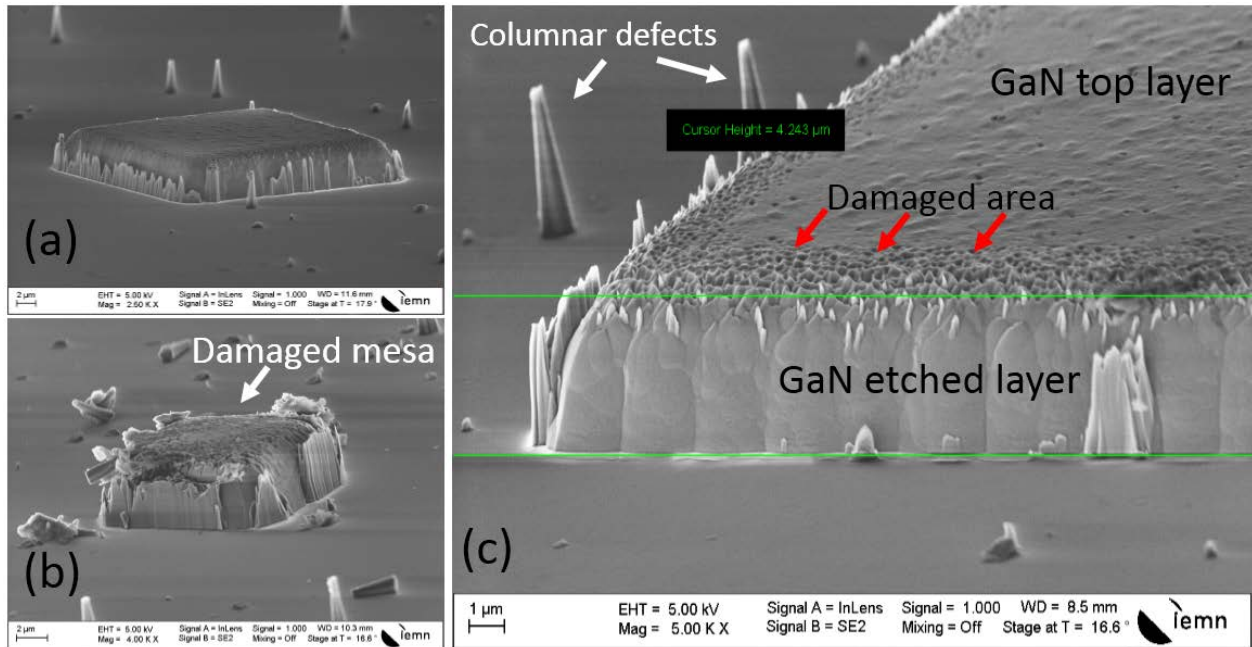 (a)
2 µm
EHT = 5.00 kV Signal A = InLens Signal = 1.000 WD = 11.6 mm
Mag = 2.50 K X Signal B = SE2 Mixing = Off Stage at T = 17.9 °
iemn
Damaged mesa
(b)
2 µm
EHT = 5.00 kV Signal A = InLens Signal = 1.000 WD = 10.3 mm
Mag = 4.00 K X Signal B = SE2 Mixing = Off Stage at T = 16.6 °
iemn
Columnar defects
GaN top layer
Cursor Height = 4.243 µm
Damaged area
GaN etched layer
(c)
1 µm
EHT = 5.00 kV Signal A = InLens Signal = 1.000 WD = 8.5 mm
Mag = 5.00 K X Signal B = SE2 Mixing = Off Stage at T = 16.6 °
iemn